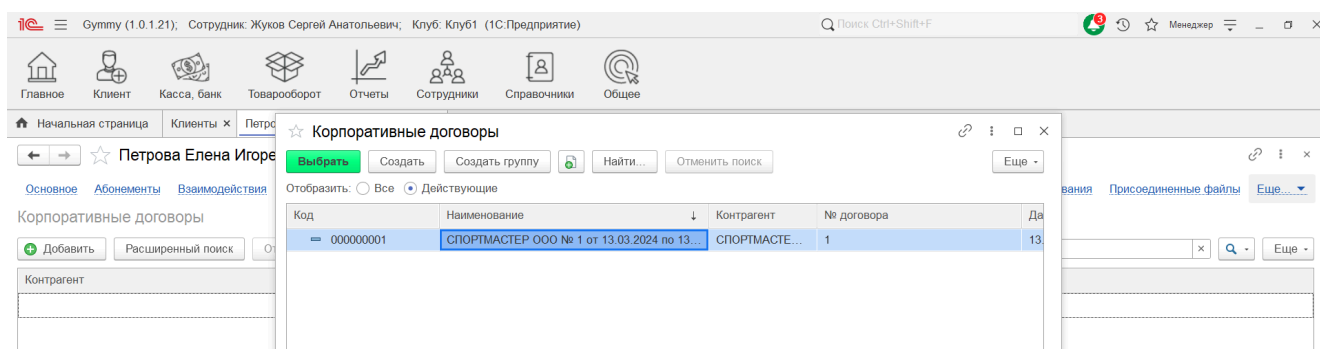 1С Gymmy (1.0.1.21); Сотрудник: Жуков Сергей Анатольевич; Клуб: Клуб1 (1С:Предприятие) Поиск Ctrl+Shift+F 3 Менеджер
Главное Клиент Касса, банк Товарооборот Отчеты Сотрудники Справочники Общее
Начальная страница Клиенты × Петро
Корпоративные договоры
Петрова Елена Игоре
Выбрать Создать Создать группу Найти... Отменить поиск Еще
Основное Абонементы Взаимодействия
Отобразить: Все Действующие
вания Присоединенные файлы Еще...
Корпоративные договоры
Код Наименование ↓ Контрагент № договора Да
000000001 СПОРТМАСТЕР ООО № 1 от 13.03.2024 по 13... СПОРТМАСТЕ... 1 13.
Добавить Расширенный поиск От
× Еще
Контрагент